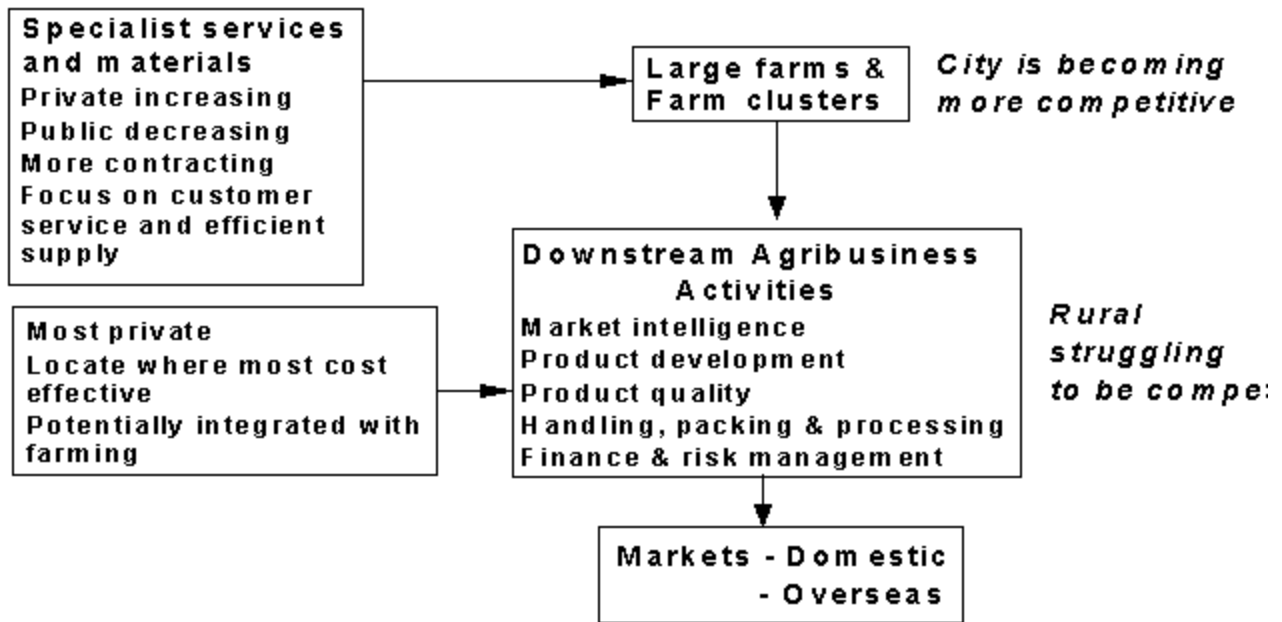 Specialist services
and materials
Private increasing
Public decreasing
More contracting
Focus on customer
service and efficient
supply
Large farms &
Farm clusters
City is becoming
more competitive
Most private
Locate where most cost
effective
Potentially integrated with
farming
Downstream Agribusiness
Activities
Market intelligence
Product development
Product quality
Handling, packing & processing
Finance & risk management
Rural
struggling
to be
Markets - Domestic
- Overseas